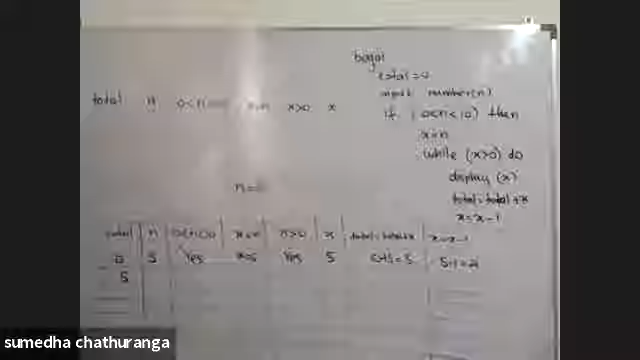 begin
total=0
input number(n)
total n 0<n<10 x=n x>0 x
if (0<n<10) then
x=n
while (x>0) do
display (x)
total=total+x
x=x-1
total n 0<n<10 x=n x>0 x total=total+x x=x-1
0 5 Yes x=5 Yes 5 0+5=5 5-1=4
5
sumedha chathuranga